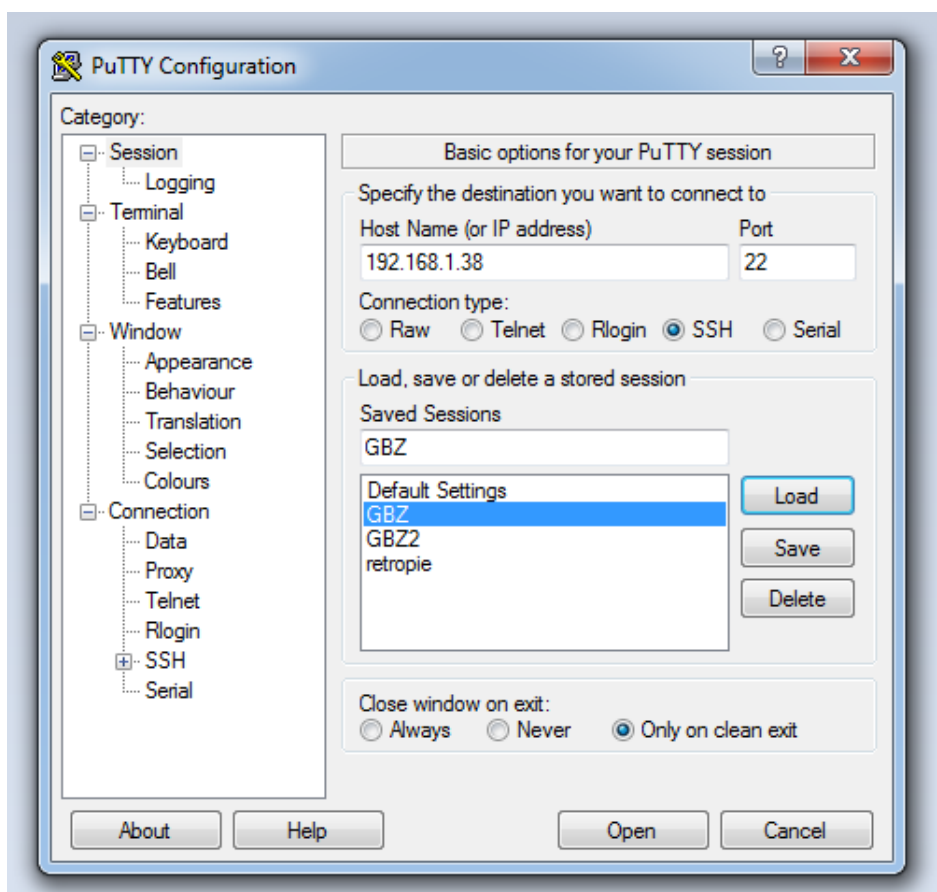 PuTTY Configuration
Category:
Session
Logging
Terminal
Keyboard
Bell
Features
Window
Appearance
Behaviour
Translation
Selection
Colours
Connection
Data
Proxy
Telnet
Rlogin
SSH
Serial
Basic options for your PuTTY session
Specify the destination you want to connect to
Host Name (or IP address) Port
192.168.1.38 22
Connection type:
Raw Telnet Rlogin SSH Serial
Load, save or delete a stored session
Saved Sessions
GBZ
Default Settings
GBZ
GBZ2
retropie
Load
Save
Delete
Close window on exit:
Always Never Only on clean exit
About Help Open Cancel